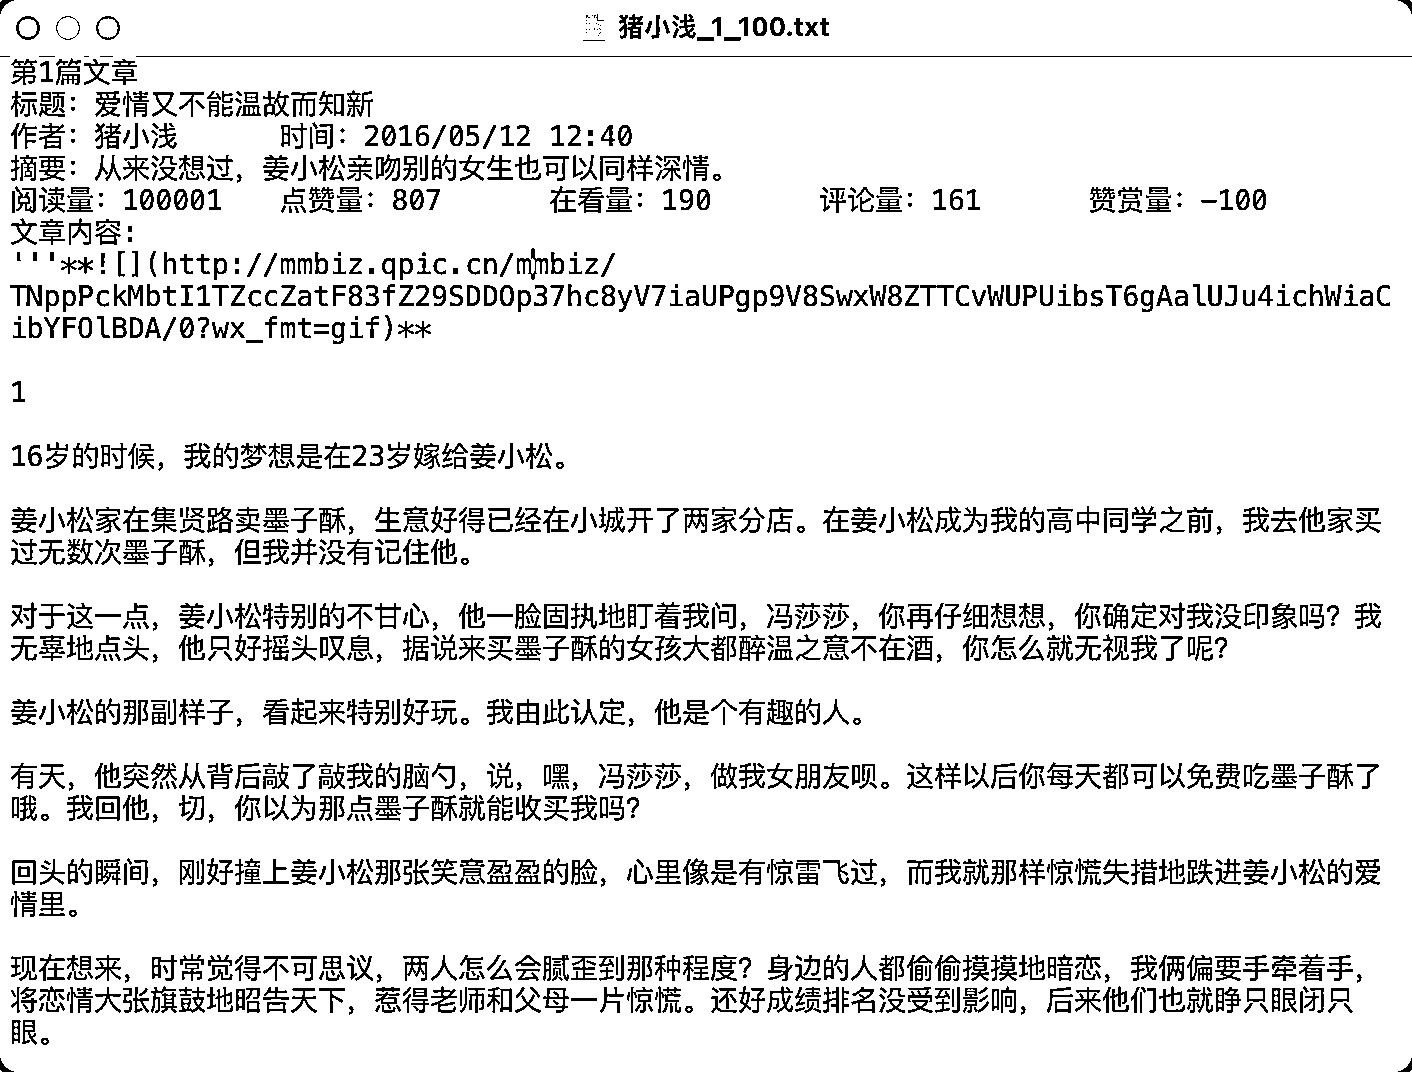 猪小浅_1_100.txt
第1篇文章
标题：爱情又不能温故而知新
作者：猪小浅 时间：2016/05/12 12:40
摘要：从来没想过，姜小松亲吻别的女生也可以同样深情。
阅读量：100001 点赞量：807 在看量：190 评论量：161 赞赏量：-100
文章内容：
'''**![](http://mmbiz.qpic.cn/mmbiz/
TNppPckMbtI1TZccZatF83fZ29SDDOp37hc8yV7iaUPgp9V8SwxW8ZTTCvWUPUibsT6gAalUJu4ichWiaC
ibYFOlBDA/0?wx_fmt=gif)**
1
16岁的时候，我的梦想是在23岁嫁给姜小松。
姜小松家在集贤路卖墨子酥，生意好得已经在小城开了两家分店。在姜小松成为我的高中同学之前，我去他家买
过无数次墨子酥，但我并没有记住他。
对于这一点，姜小松特别的不甘心，他一脸固执地盯着我问，冯莎莎，你再仔细想想，你确定对我没印象吗？我
无辜地点头，他只好摇头叹息，据说来买墨子酥的女孩大都醉温之意不在酒，你怎么就无视我了呢？
姜小松的那副样子，看起来特别好玩。我由此认定，他是个有趣的人。
有天，他突然从背后敲了敲我的脑勺，说，嘿，冯莎莎，做我女朋友呗。这样以后你每天都可以免费吃墨子酥了
哦。我回他，切，你以为那点墨子酥就能收买我吗？
回头的瞬间，刚好撞上姜小松那张笑意盈盈的脸，心里像是有惊雷飞过，而我就那样惊慌失措地跌进姜小松的爱
情里。
现在想来，时常觉得不可思议，两人怎么会腻歪到那种程度？身边的人都偷偷摸摸地暗恋，我俩偏要手牵着手，
将恋情大张旗鼓地昭告天下，惹得老师和父母一片惊慌。还好成绩排名没受到影响，后来他们也就睁只眼闭只
眼。